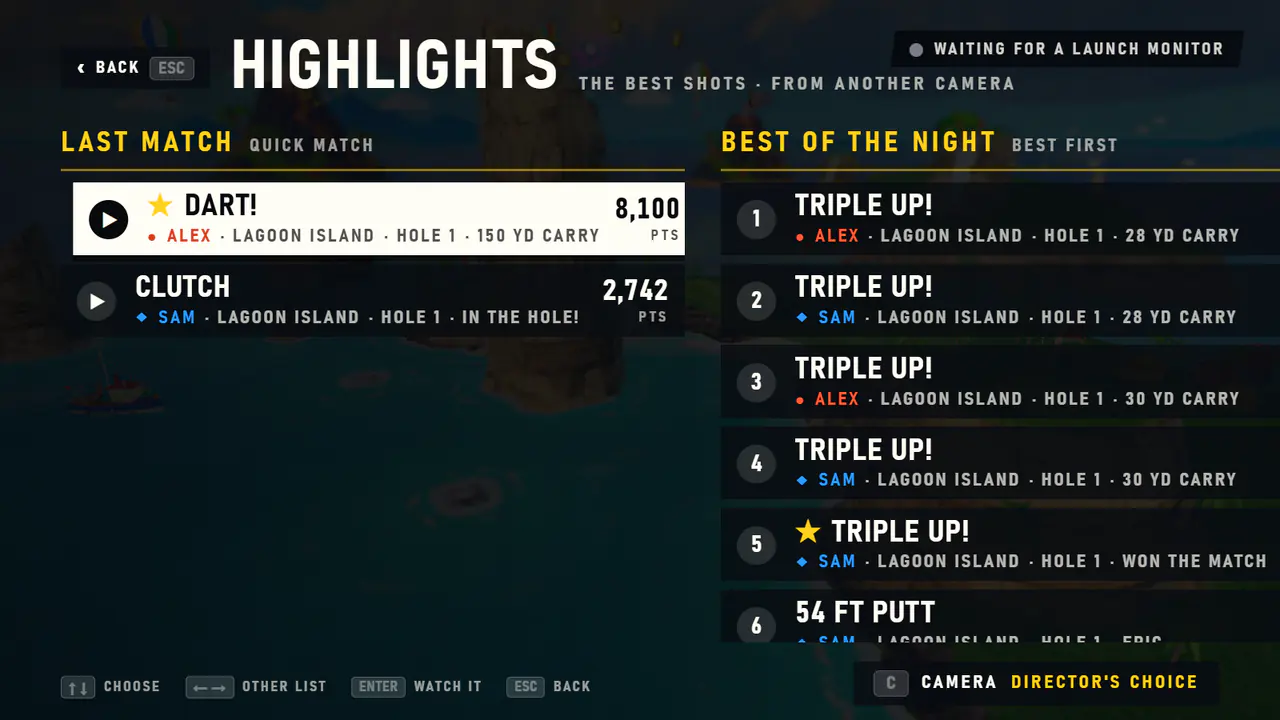 ‹ BACK ESC
HIGHLIGHTS
THE BEST SHOTS · FROM ANOTHER CAMERA
WAITING FOR A LAUNCH MONITOR
LAST MATCH QUICK MATCH
★ DART!
8,100
● ALEX · LAGOON ISLAND · HOLE 1 · 150 YD CARRY
PTS
CLUTCH
2,742
◆ SAM · LAGOON ISLAND · HOLE 1 · IN THE HOLE!
PTS
BEST OF THE NIGHT BEST FIRST
1 TRIPLE UP!
● ALEX · LAGOON ISLAND · HOLE 1 · 28 YD CARRY
2 TRIPLE UP!
◆ SAM · LAGOON ISLAND · HOLE 1 · 28 YD CARRY
3 TRIPLE UP!
● ALEX · LAGOON ISLAND · HOLE 1 · 30 YD CARRY
4 TRIPLE UP!
◆ SAM · LAGOON ISLAND · HOLE 1 · 30 YD CARRY
5 ★ TRIPLE UP!
◆ SAM · LAGOON ISLAND · HOLE 1 · WON THE MATCH
6 54 FT PUTT
◆ SAM · LAGOON ISLAND · HOLE 1 · EPIC
↑↓ CHOOSE ←→ OTHER LIST ENTER WATCH IT ESC BACK
C CAMERA DIRECTOR'S CHOICE